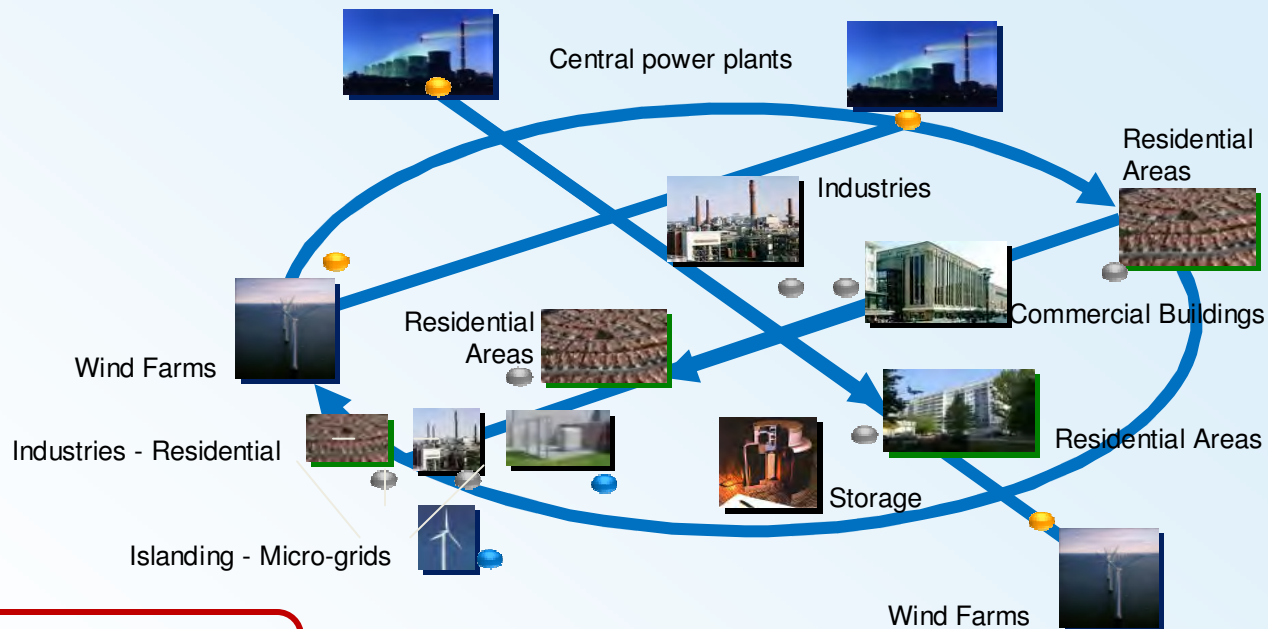 Central power plants
Residential
Areas
Industries
Commercial Buildings
Residential
Areas
Wind Farms
Industries - Residential
Residential Areas
Storage
Islanding - Micro-grids
Wind Farms